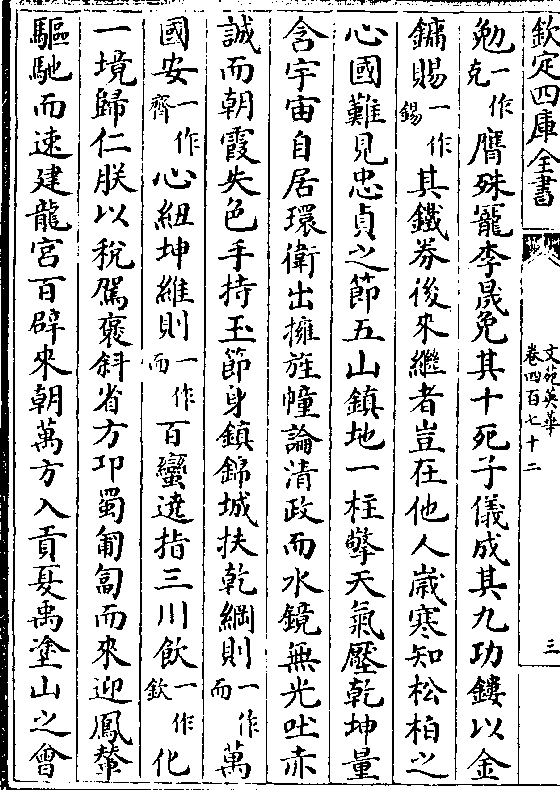 欽定四庫全書
文苑英華
卷四百七十二
三
勉一作克膺殊寵李晟免其十死子儀成其九功鏤以金
鏞賜一作錫其鐵券後來繼者豈在他人嵗寒知松柏之
心國難見忠貞之節五山鎮地一柱擎天氣壓乾坤量
含宇宙自居環衛出擁旌幢論清政而水鏡無光吐赤
誠而朝霞失色手持玉節身鎮錦城扶乾綱則一作而萬
國安一作齊心紐坤維則一作而百蠻遶指三川飲一作欽化
一境歸仁朕以稅駕褒斜省方卭蜀匍匐而來迎鳳輦
驅馳而速建龍宮百辟來朝萬方入貢夏禹塗山之㑹